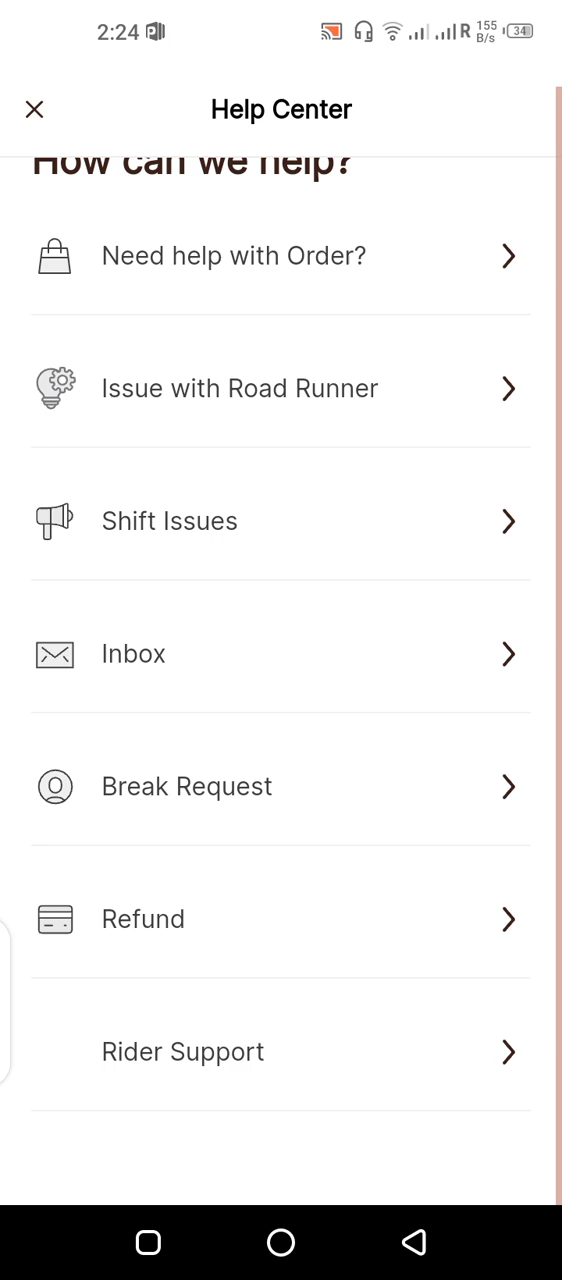 2:24
R 155 B/s 34
Help Center
How can we help?
Need help with Order?
Issue with Road Runner
Shift Issues
Inbox
Break Request
Refund
Rider Support